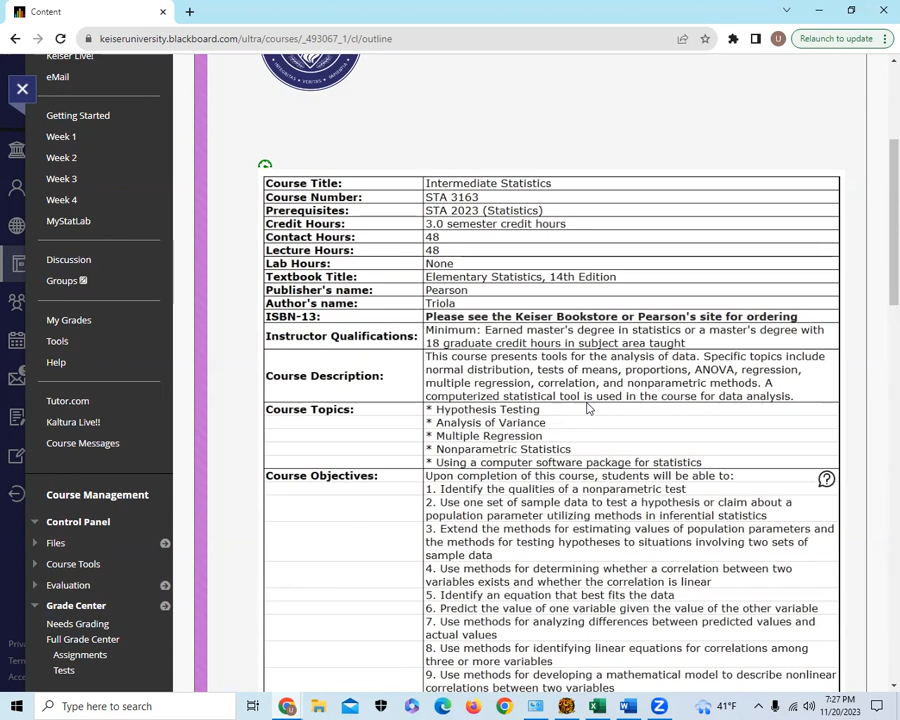 Content
keiseruniversity.blackboard.com/ultra/courses/_493067_1/cl/outline
U
Relaunch to update
Keiser Live!
eMail
Getting Started
Week 1
Week 2
Week 3
Week 4
MyStatLab
Discussion
Groups
My Grades
Tools
Help
Tutor.com
Kaltura Live!!
Course Messages
Course Management
Control Panel
Files
Course Tools
Evaluation
Grade Center
Needs Grading
Full Grade Center
Assignments
Tests
Priva
Term
Acce
INTEGRITAS VERITAS
Course Title: Intermediate Statistics
Course Number: STA 3163
Prerequisites: STA 2023 (Statistics)
Credit Hours: 3.0 semester credit hours
Contact Hours: 48
Lecture Hours: 48
Lab Hours: None
Textbook Title: Elementary Statistics, 14th Edition
Publisher's name: Pearson
Author's name: Triola
ISBN-13: Please see the Keiser Bookstore or Pearson's site for ordering
Instructor Qualifications: Minimum: Earned master's degree in statistics or a master's degree with
18 graduate credit hours in subject area taught
Course Description: This course presents tools for the analysis of data. Specific topics include
normal distribution, tests of means, proportions, ANOVA, regression,
multiple regression, correlation, and nonparametric methods. A
computerized statistical tool is used in the course for data analysis.
Course Topics: * Hypothesis Testing
* Analysis of Variance
* Multiple Regression
* Nonparametric Statistics
* Using a computer software package for statistics
Course Objectives: Upon completion of this course, students will be able to:
1. Identify the qualities of a nonparametric test
2. Use one set of sample data to test a hypothesis or claim about a
population parameter utilizing methods in inferential statistics
3. Extend the methods for estimating values of population parameters and
the methods for testing hypotheses to situations involving two sets of
sample data
4. Use methods for determining whether a correlation between two
variables exists and whether the correlation is linear
5. Identify an equation that best fits the data
6. Predict the value of one variable given the value of the other variable
7. Use methods for analyzing differences between predicted values and
actual values
8. Use methods for identifying linear equations for correlations among
three or more variables
9. Use methods for developing a mathematical model to describe nonlinear
correlations between two variables
Type here to search
41°F
7:27 PM
11/20/2023